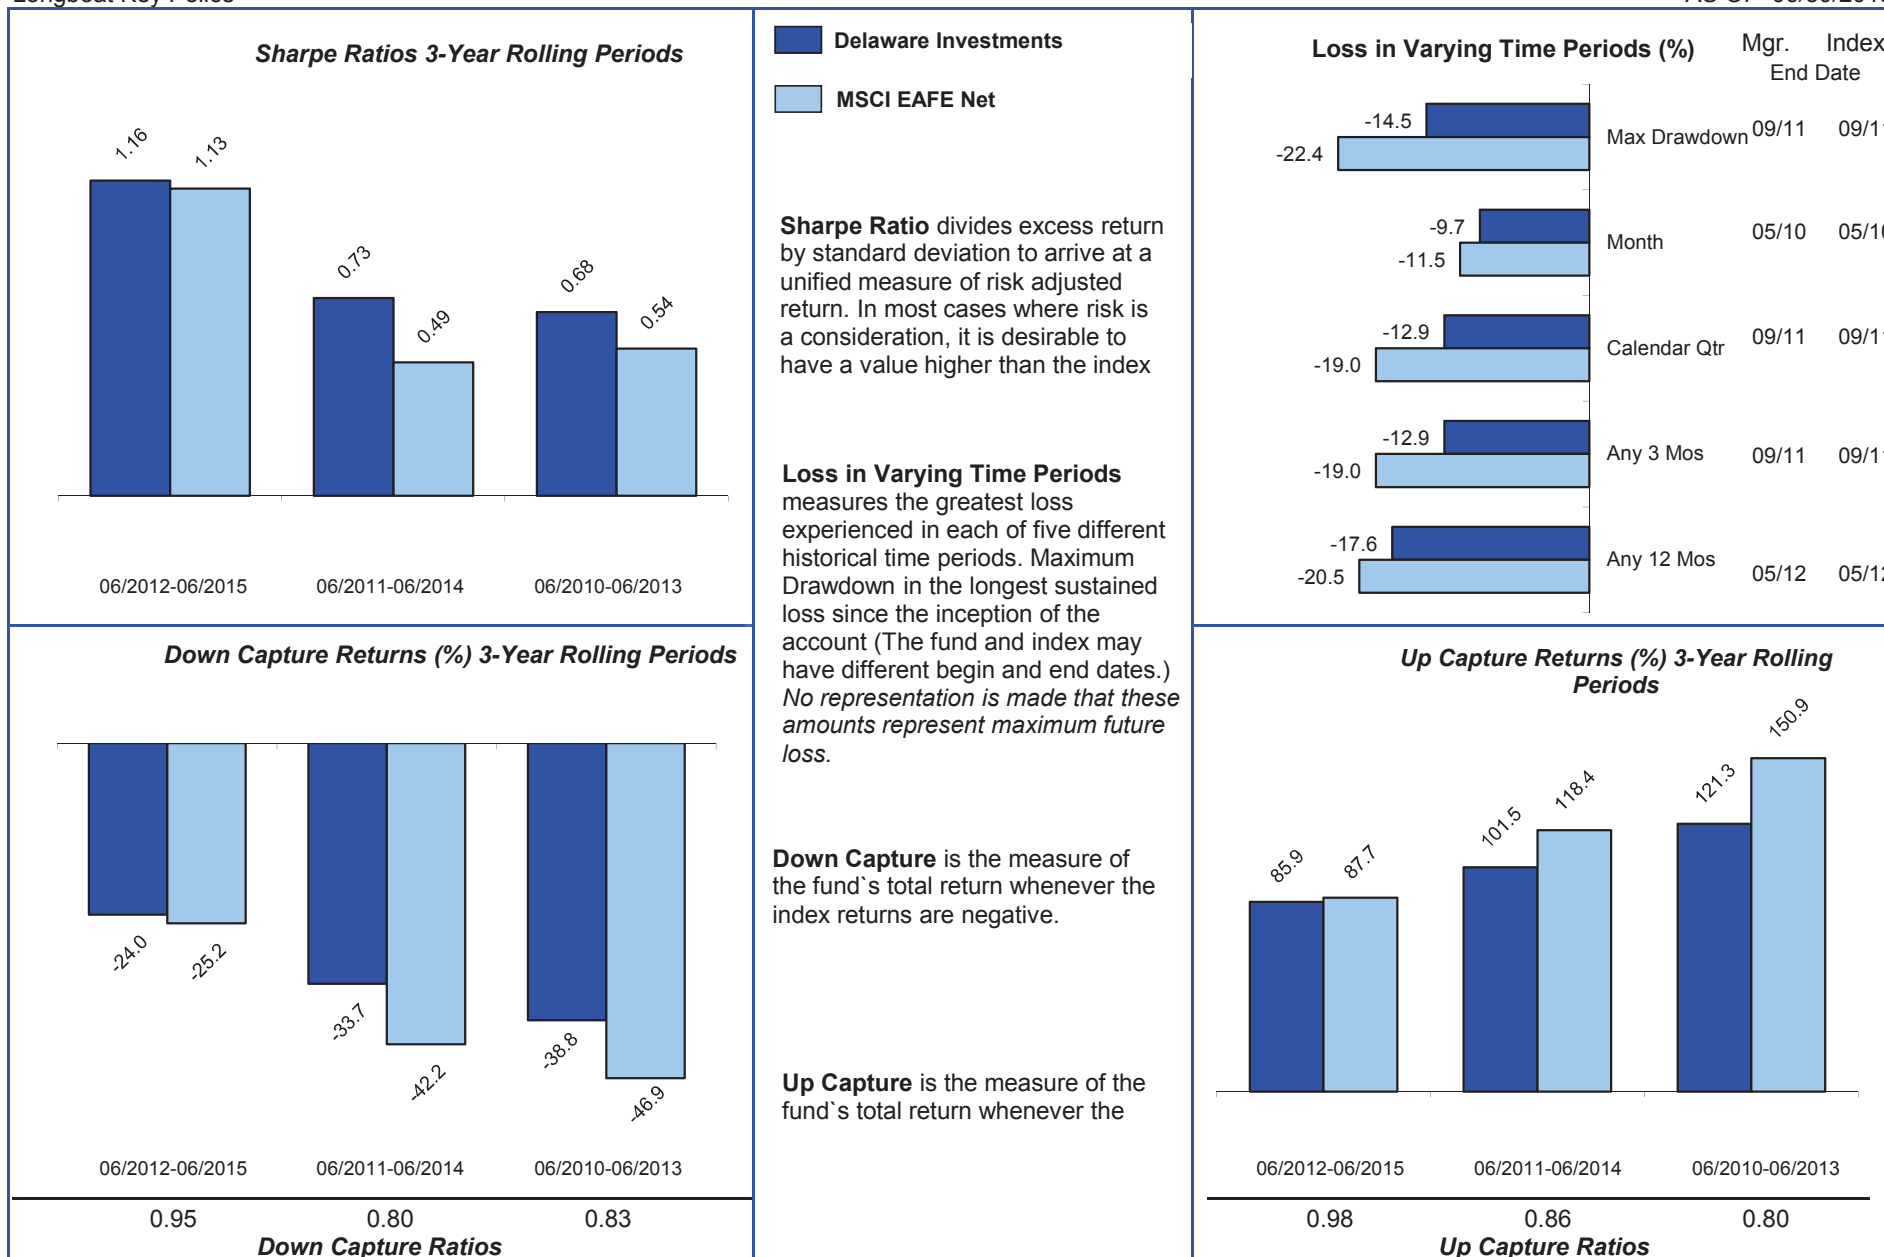 Sharpe Ratios 3-Year Rolling Periods
1.16
1.13
0.73
0.49
0.68
0.54
06/2012-06/2015
06/2011-06/2014
06/2010-06/2013
Down Capture Returns (%) 3-Year Rolling Periods
-24.0
-25.2
-33.7
-42.2
-38.8
-46.9
06/2012-06/2015
06/2011-06/2014
06/2010-06/2013
0.95
0.80
0.83
Down Capture Ratios
Delaware Investments
MSCI EAFE Net
Sharpe Ratio divides excess return
by standard deviation to arrive at a
unified measure of risk adjusted
return. In most cases where risk is
a consideration, it is desirable to
have a value higher than the index
Loss in Varying Time Periods
measures the greatest loss
experienced in each of five different
historical time periods. Maximum
Drawdown in the longest sustained
loss since the inception of the
account (The fund and index may
have different begin and end dates.)
No representation is made that these
amounts represent maximum future
loss.
Down Capture is the measure of
the fund`s total return whenever the
index returns are negative.
Up Capture is the measure of the
fund`s total return whenever the
Loss in Varying Time Periods (%)
Mgr. Index
End Date
-14.5
-22.4
Max Drawdown 09/11
-9.7
-11.5
Month 05/10
-12.9
-19.0
Calendar Qtr 09/11
-12.9
-19.0
Any 3 Mos 09/11
-17.6
-20.5
Any 12 Mos 05/12
Up Capture Returns (%) 3-Year Rolling
Periods
85.9
87.7
101.5
118.4
121.3
150.9
06/2012-06/2015
06/2011-06/2014
06/2010-06/2013
0.98
0.86
0.80
Up Capture Ratios